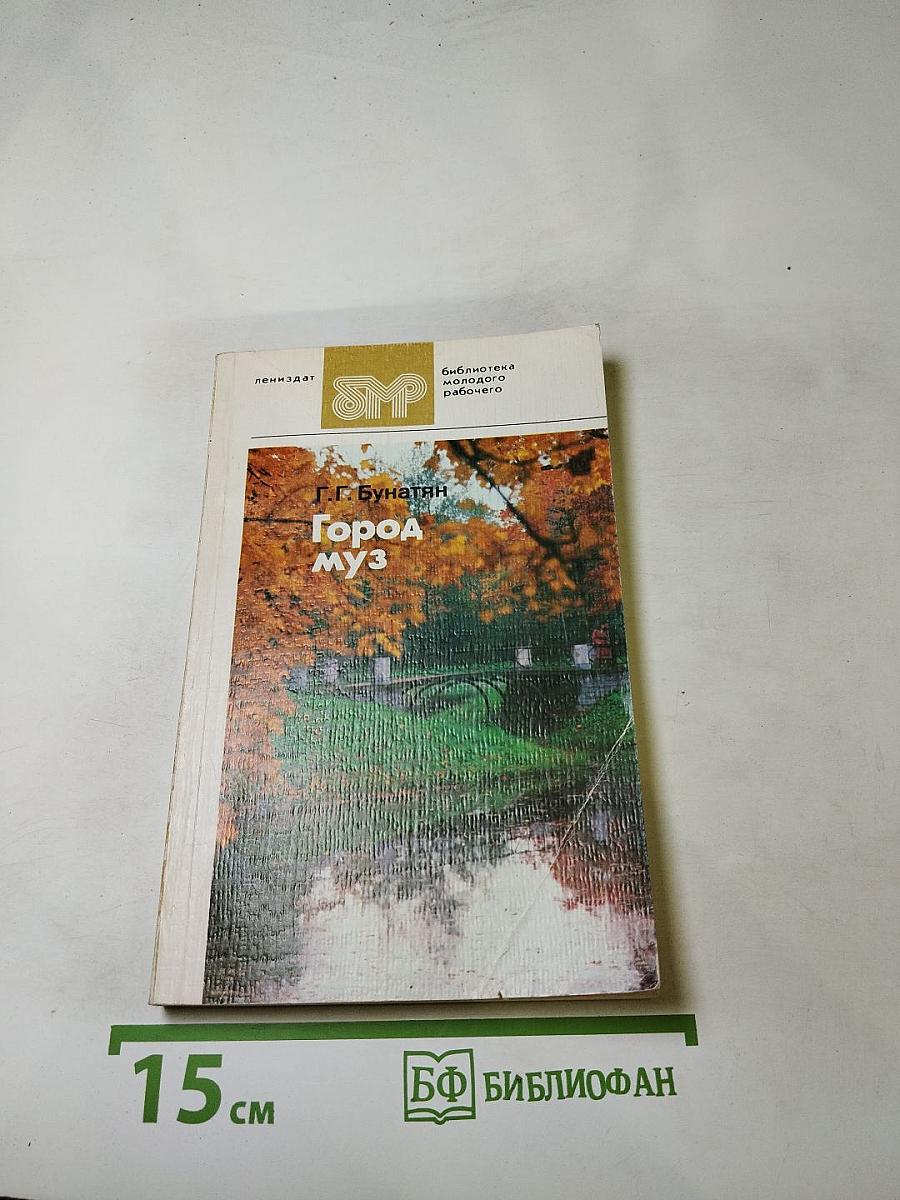 лениздат
бмр
библиотека
молодого
рабочего
Г.Г. Бунатян
Город
муз
15 см
БФ БИБЛИОФАН